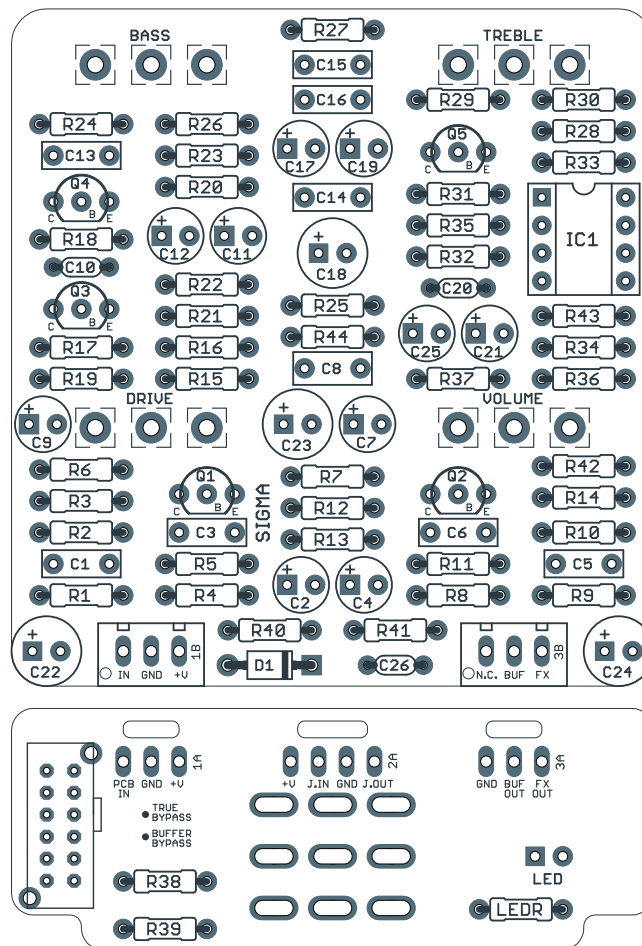 R27
BASS
TREBLE
C15
C16
R29
R30
R24
R26
R28
C13
R23
C17
C19
Q5
C
B
E
R33
Q4
C
B
E
R20
C14
R31
IC1
R18
C12
C11
C18
R35
R32
C10
R22
C20
Q3
C
B
E
R21
R25
R43
R17
R16
R44
C25
C21
R34
R19
R15
C8
R37
R36
DRIVE
VOLUME
C9
C23
C7
R6
Q1
C
B
E
R7
Q2
C
B
E
R42
R3
R12
R14
R2
C3
SIGMA
R13
C6
R10
C1
R5
R11
C5
R1
R4
C2
C4
R8
R9
R40
R41
C22
IN GND +V
1B
D1
C26
N.C. BUF FX
3B
C24
PCB IN
GND
+V
1A
+V J.IN GND J.OUT
2A
GND
BUF OUT
FX OUT
3A
TRUE
BYPASS
BUFFER
BYPASS
R38
R39
LED
LEDR